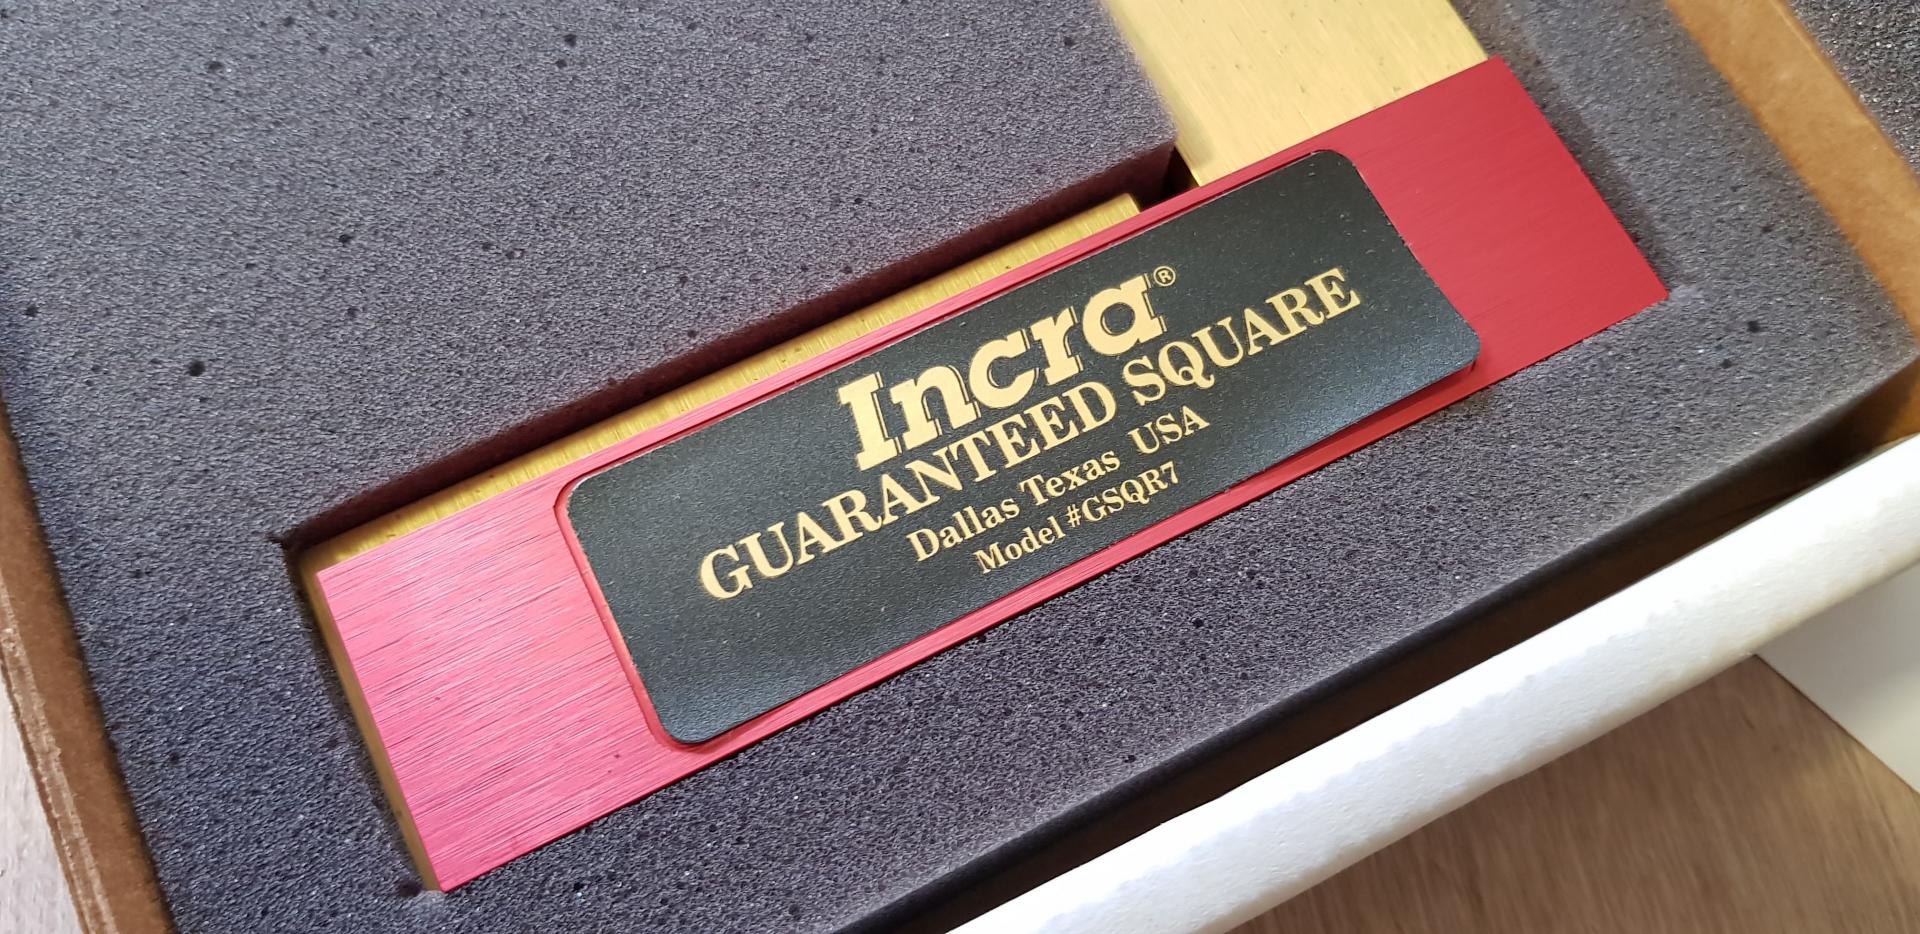 Incra®
GUARANTEED SQUARE
Dallas Texas USA
Model #GSQR7